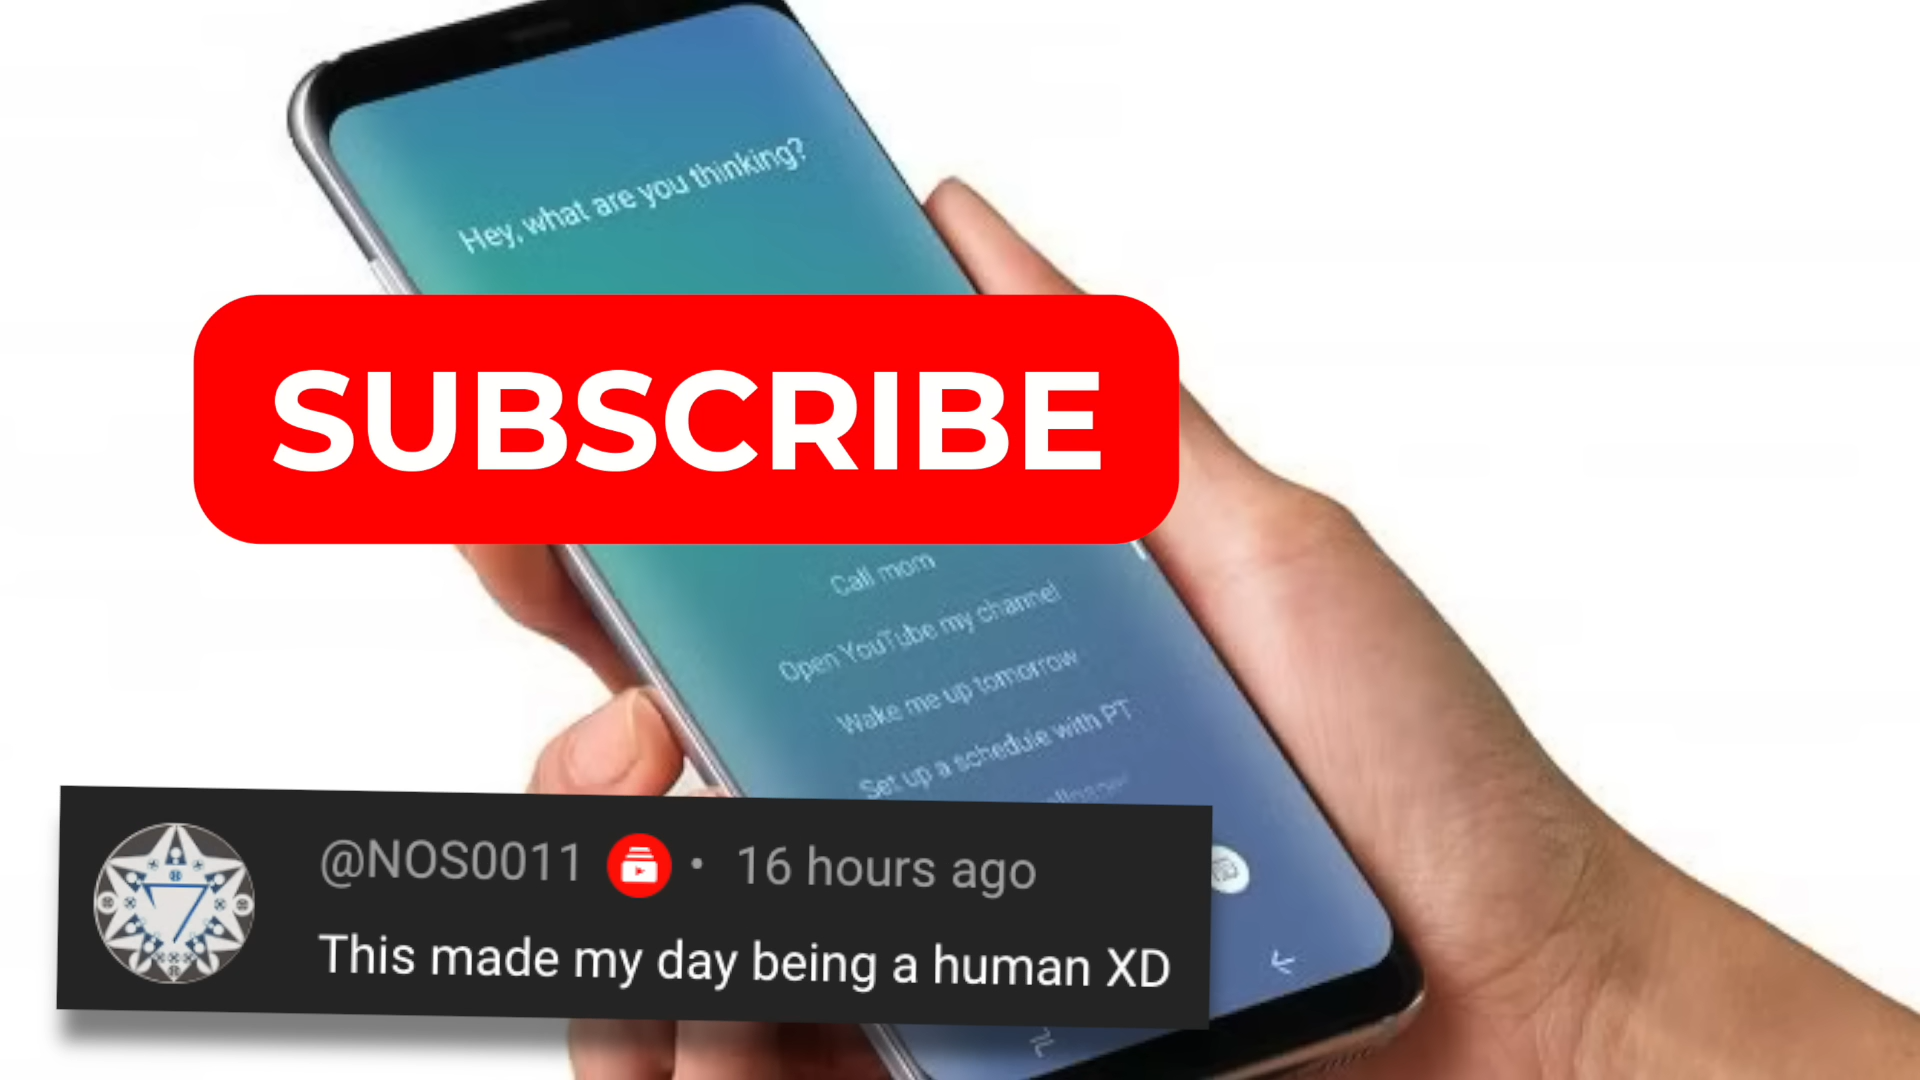 Hey, what are you thinking?
SUBSCRIBE
Call mom
Open YouTube my channel
Wake me up tomorrow
Set up a schedule with PT
@NOS0011 • 16 hours ago
This made my day being a human XD